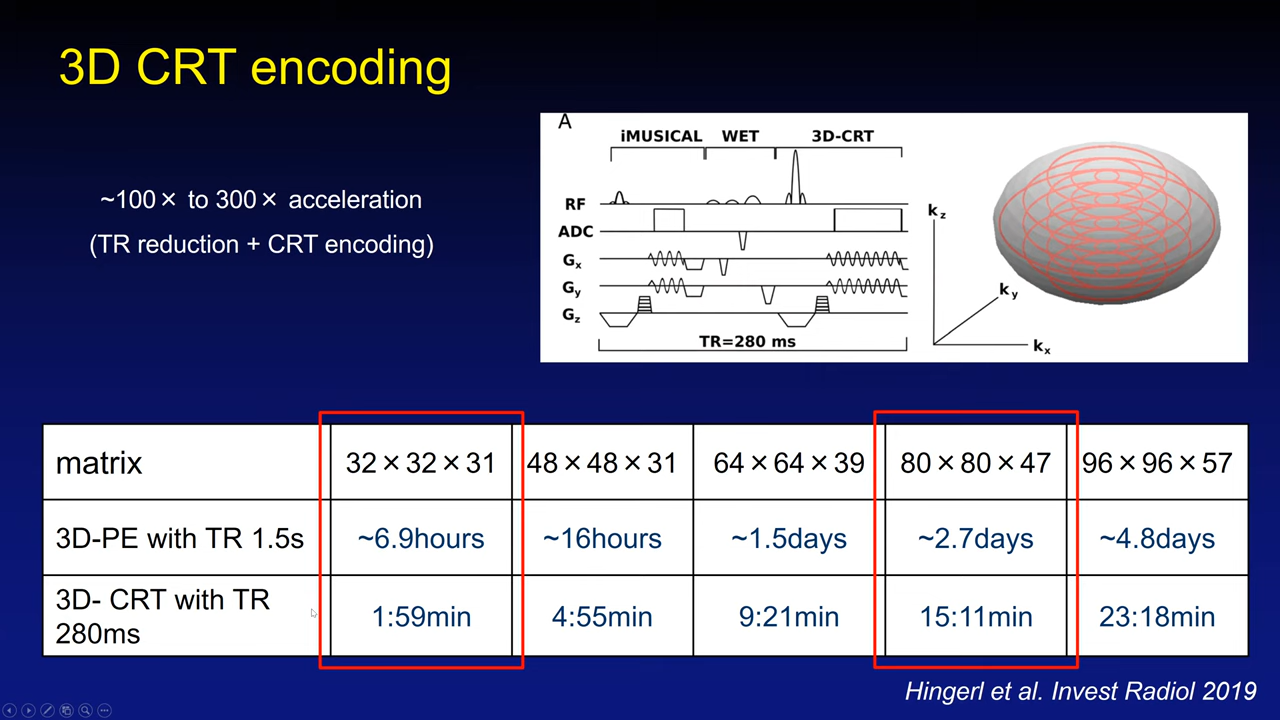 3D CRT encoding
~100× to 300× acceleration
(TR reduction + CRT encoding)
A
iMUSICAL WET 3D-CRT
RF
ADC
Gx
Gy
Gz
TR=280 ms
kz
ky
kx
matrix 32×32×31 48×48×31 64×64×39 80×80×47 96×96×57
3D-PE with TR 1.5s ~6.9hours ~16hours ~1.5days ~2.7days ~4.8days
3D- CRT with TR
280ms 1:59min 4:55min 9:21min 15:11min 23:18min
Hingerl et al. Invest Radiol 2019